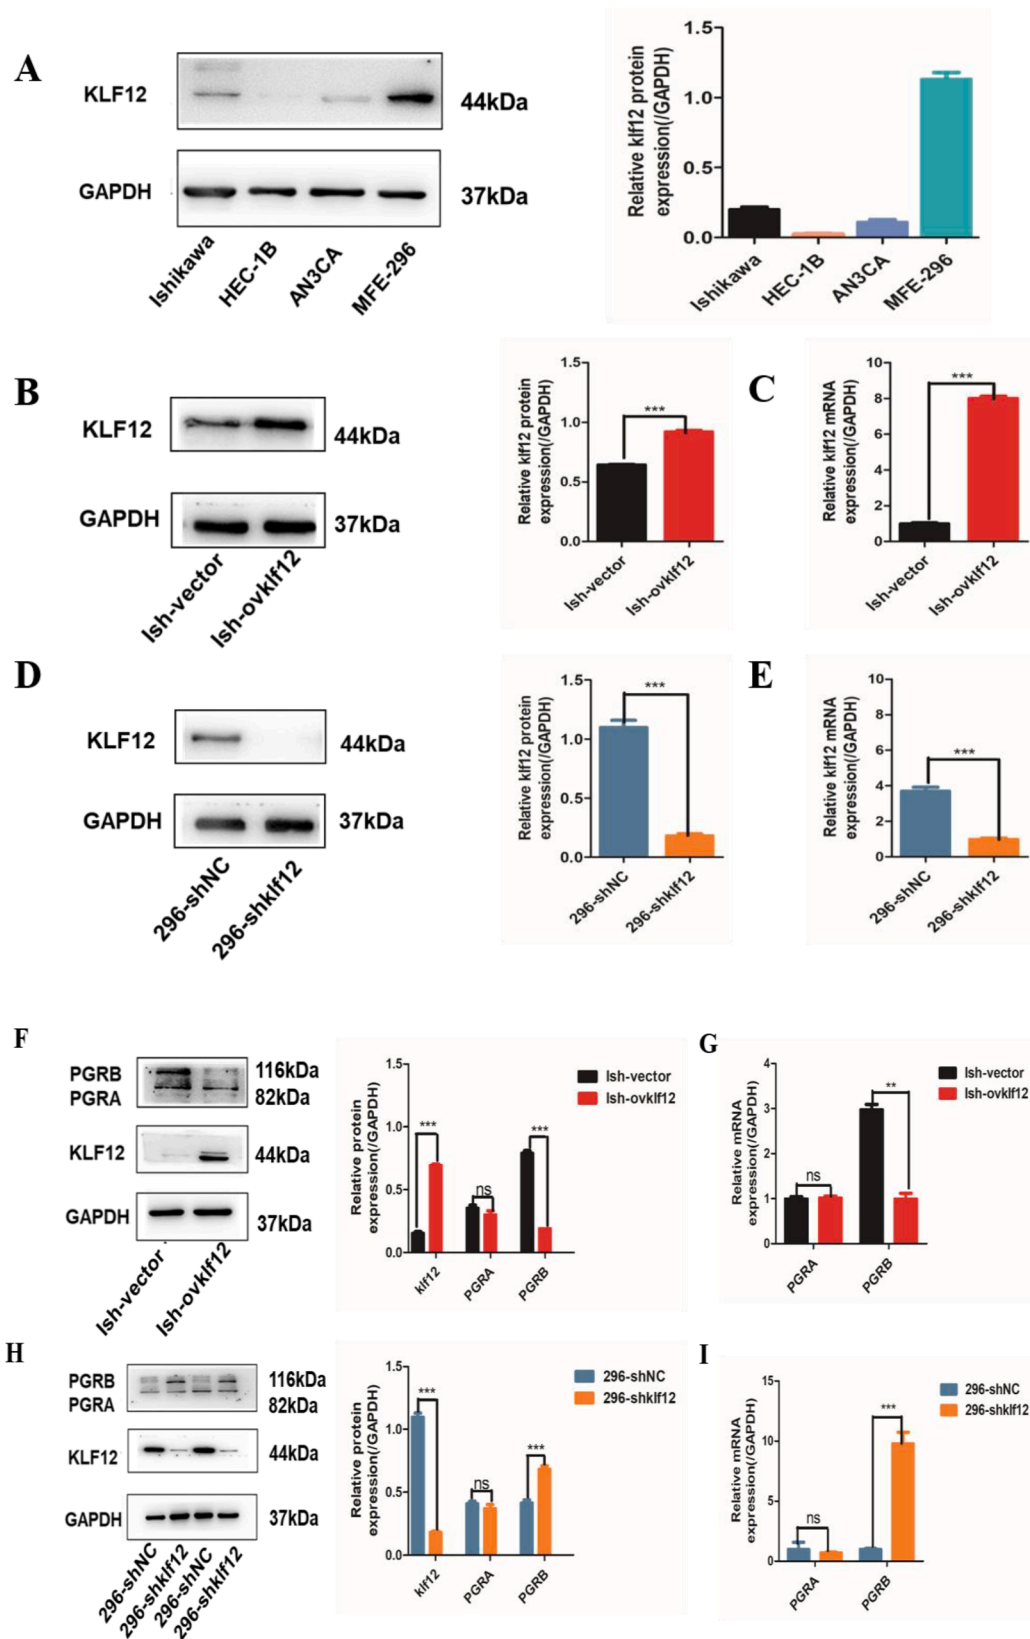 A
KLF12
44kDa
GAPDH
37kDa
Ishikawa
HEC-1B
AN3CA
MFE-296
Relative klf12 protein
expression(/GAPDH)
1.5
1.0
0.5
0.0
Ishikawa
HEC-1B
AN3CA
MFE-296
B
KLF12
44kDa
GAPDH
37kDa
Ish-vector
Ish-ovklf12
Relative klf12 protein
expression(/GAPDH)
1.5
1.0
0.5
0.0
***
Ish-vector
Ish-ovklf12
C
Relative klf12 mRNA
expression(/GAPDH)
10
8
6
4
2
0
***
Ish-vector
Ish-ovklf12
D
KLF12
44kDa
GAPDH
37kDa
296-shNC
296-shklf12
Relative klf12 protein
expression(/GAPDH)
1.5
1.0
0.5
0.0
***
296-shNC
296-shklf12
E
Relative klf12 mRNA
expression(/GAPDH)
10
8
6
4
2
0
***
296-shNC
296-shklf12
F
PGRB
116kDa
PGRA
82kDa
KLF12
44kDa
GAPDH
37kDa
Ish-vector
Ish-ovklf12
Relative protein
expression(/GAPDH)
1.5
1.0
0.5
0.0
***
ns
***
klf12
PGRA
PGRB
Ish-vector
Ish-ovklf12
G
Relative mRNA
expression(/GAPDH)
4
3
2
1
0
ns
**
PGRA
PGRB
Ish-vector
Ish-ovklf12
H
PGRB
116kDa
PGRA
82kDa
KLF12
44kDa
GAPDH
37kDa
296-shNC
296-shklf12
296-shNC
296-shklf12
Relative protein
expression(/GAPDH)
1.5
1.0
0.5
0.0
***
ns
***
klf12
PGRA
PGRB
296-shNC
296-shklf12
I
Relative mRNA
expression(/GAPDH)
15
10
5
0
ns
***
PGRA
PGRB
296-shNC
296-shklf12